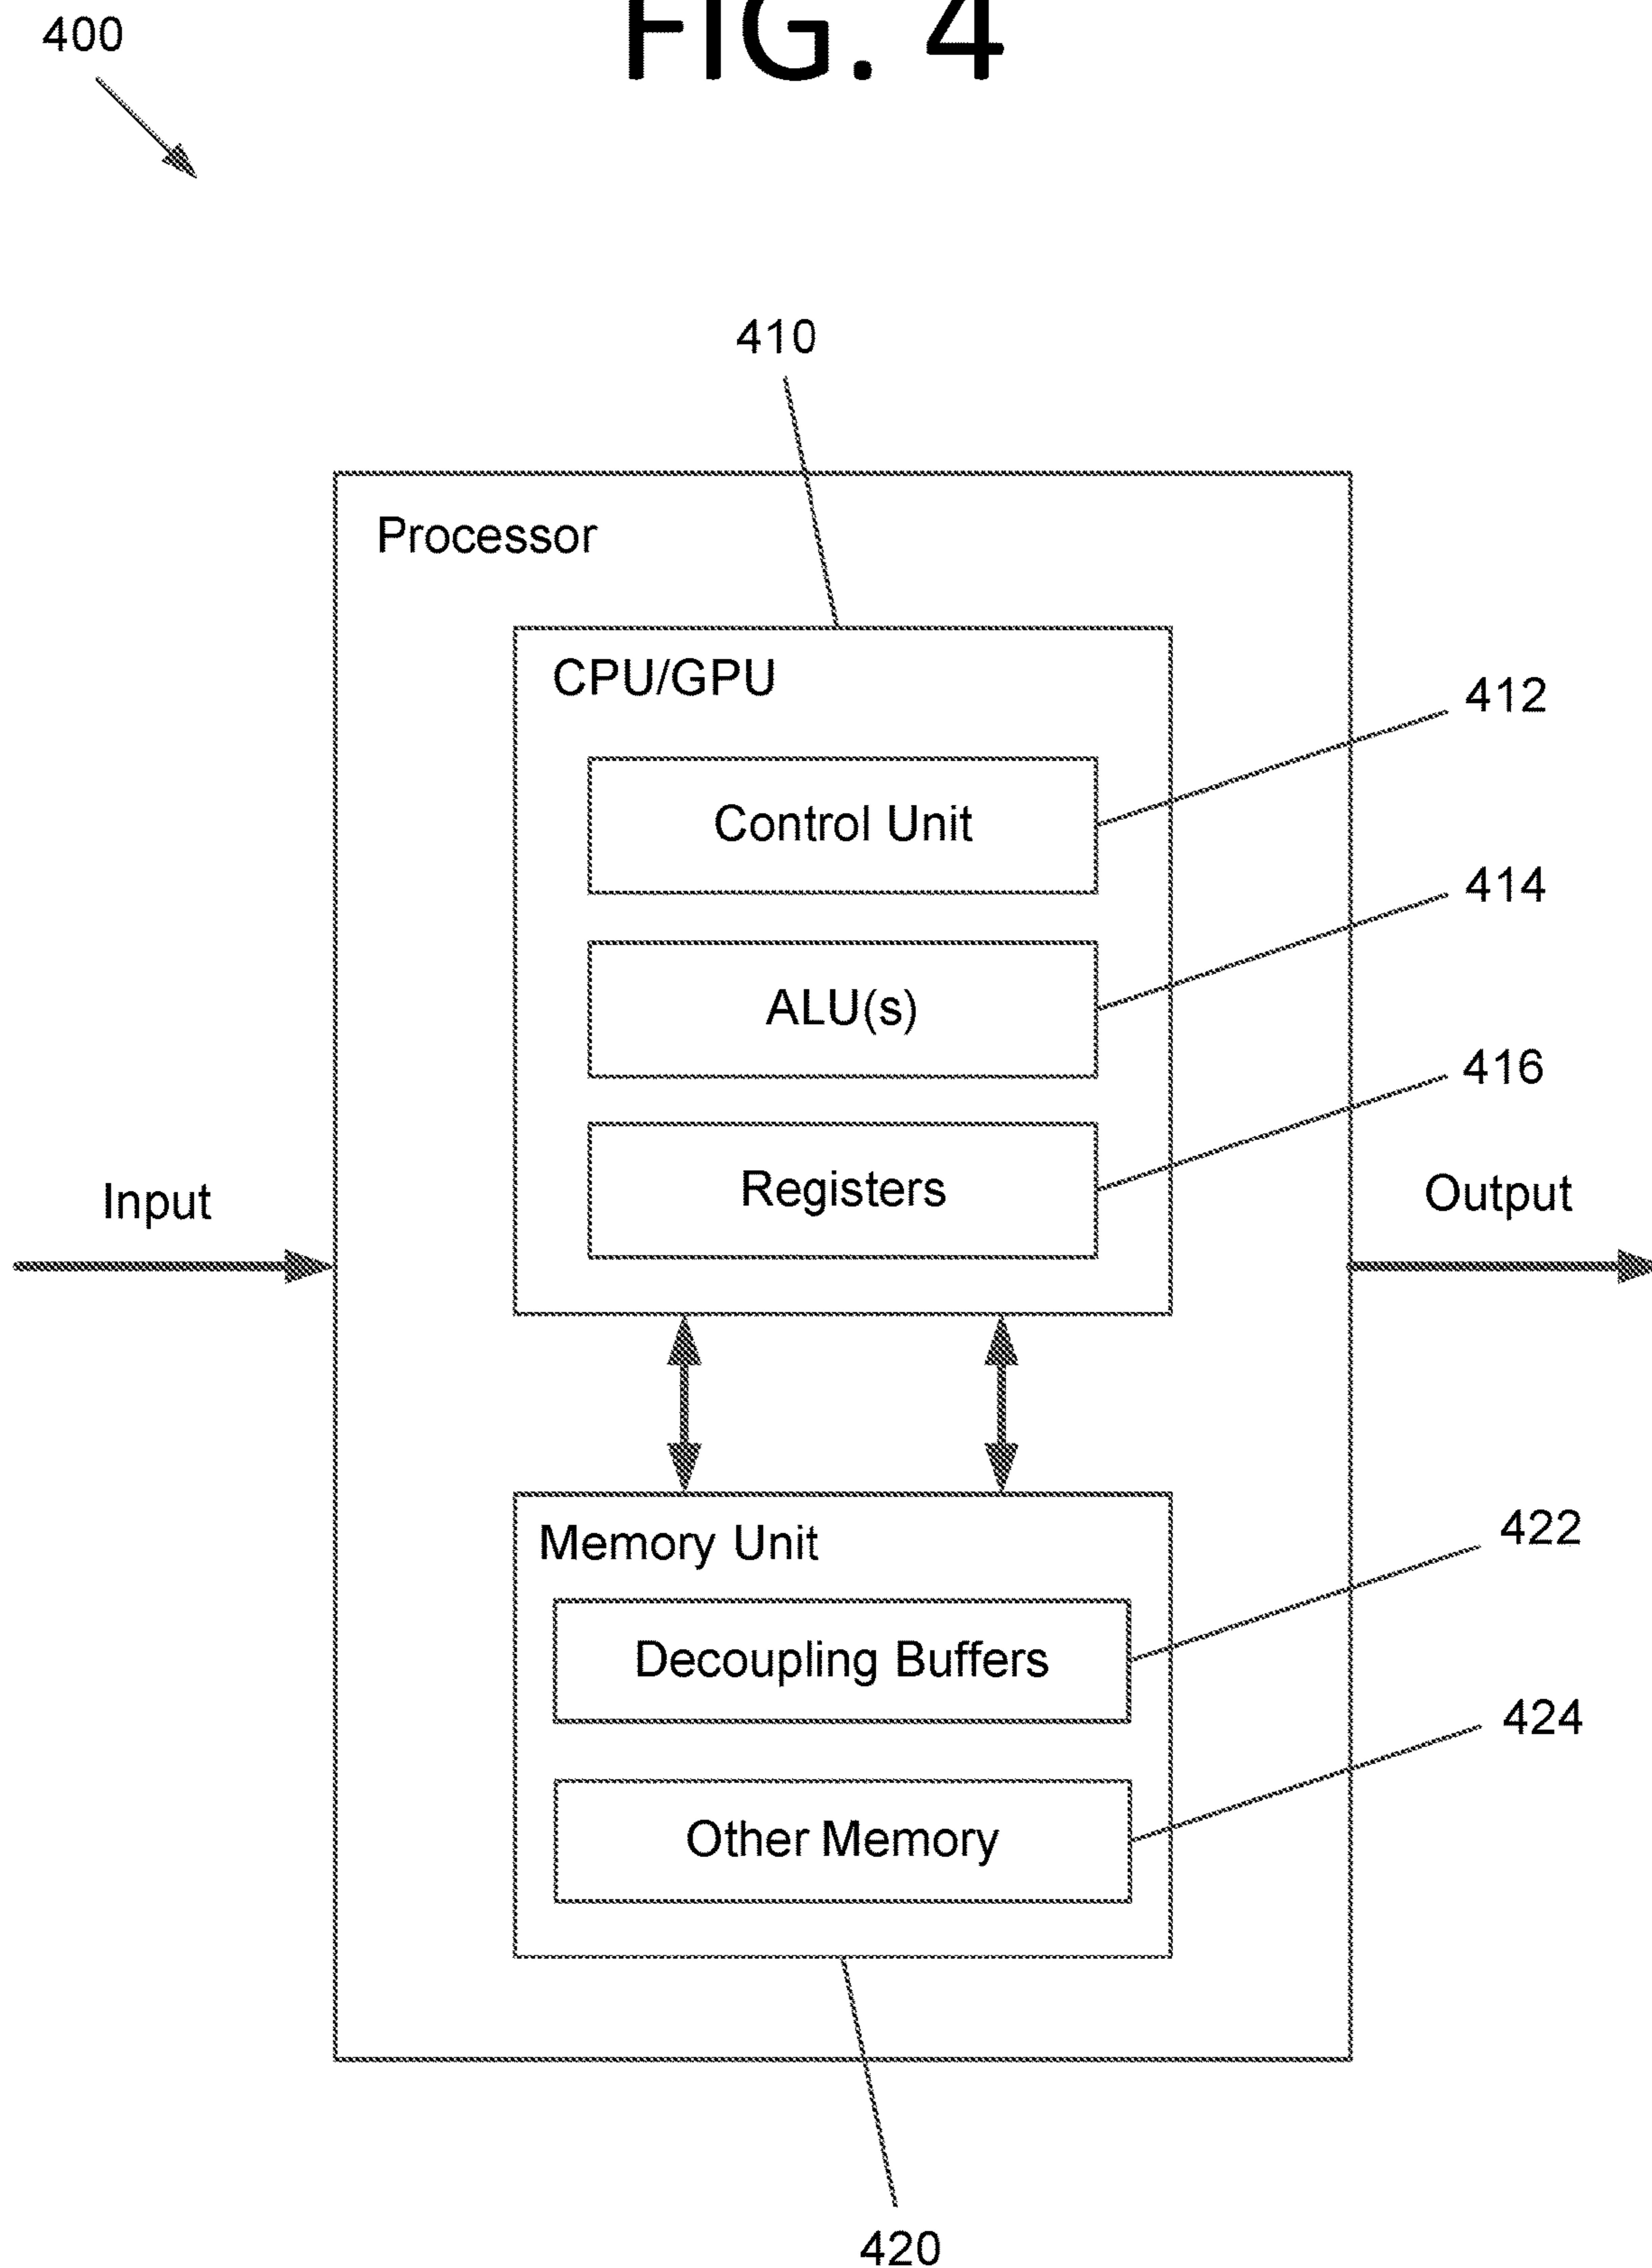 FIG. 4
400
410
Processor
CPU/GPU
412
Control Unit
414
ALU(s)
416
Registers
Input
Output
Memory Unit
422
Decoupling Buffers
424
Other Memory
420